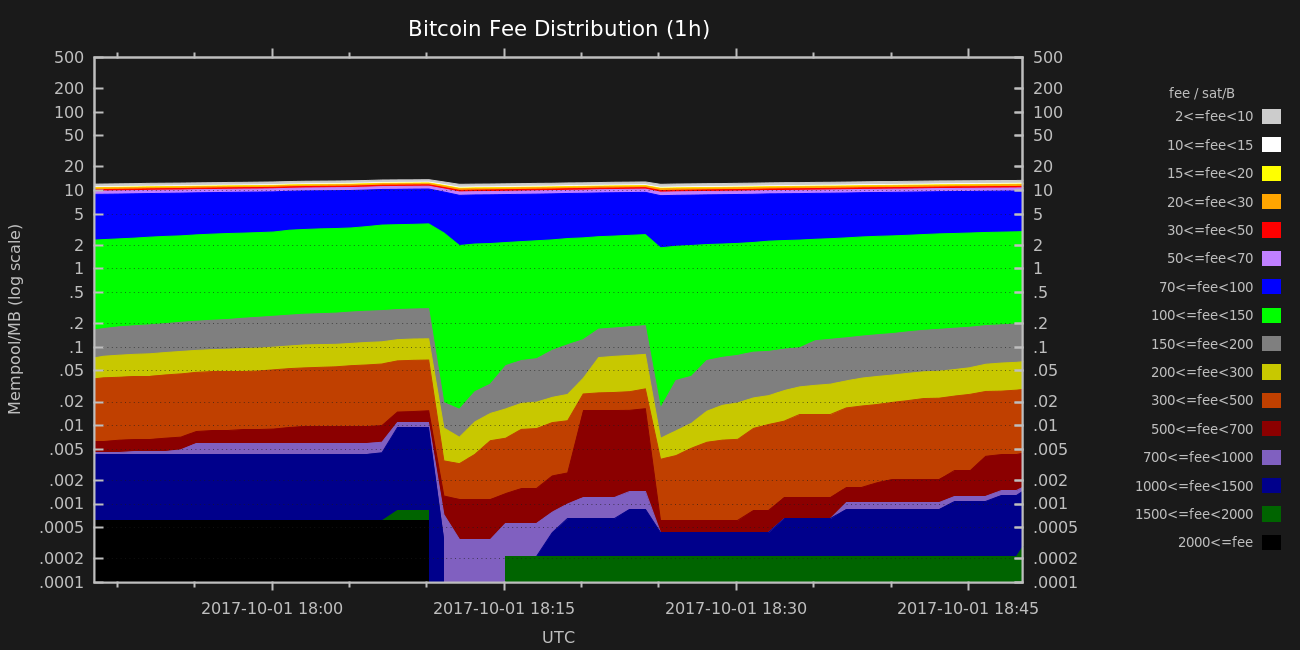 Bitcoin Fee Distribution (1h)
500 500
200 200
100 100
50 50
20 20
10 10
5 5
2 2
1 1
.5 .5
.2 .2
.1 .1
.05 .05
.02 .02
.01 .01
.005 .005
.002 .002
.001 .001
.0005 .0005
.0002 .0002
.0001 .0001
Mempool/MB (log scale)
2017-10-01 18:00 2017-10-01 18:15 2017-10-01 18:30 2017-10-01 18:45
UTC
fee / sat/B
2<=fee<10
10<=fee<15
15<=fee<20
20<=fee<30
30<=fee<50
50<=fee<70
70<=fee<100
100<=fee<150
150<=fee<200
200<=fee<300
300<=fee<500
500<=fee<700
700<=fee<1000
1000<=fee<1500
1500<=fee<2000
2000<=fee